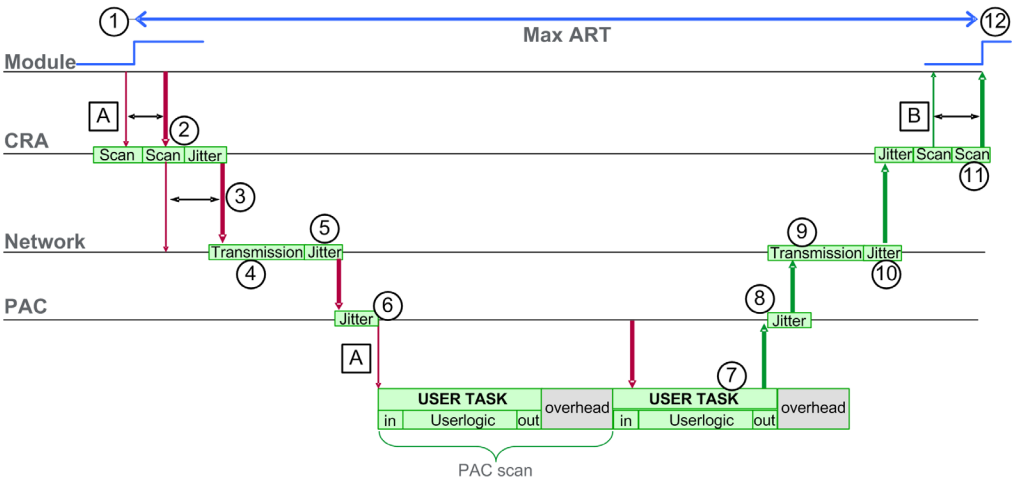 1
12
Max ART
Module
A
B
2
CRA
Scan Scan Jitter
Jitter Scan Scan
11
3
5
9
Network
Transmission Jitter
Transmission Jitter
4
10
PAC
6
8
Jitter
Jitter
A
7
USER TASK
overhead
USER TASK
overhead
in Userlogic out
in Userlogic out
PAC scan